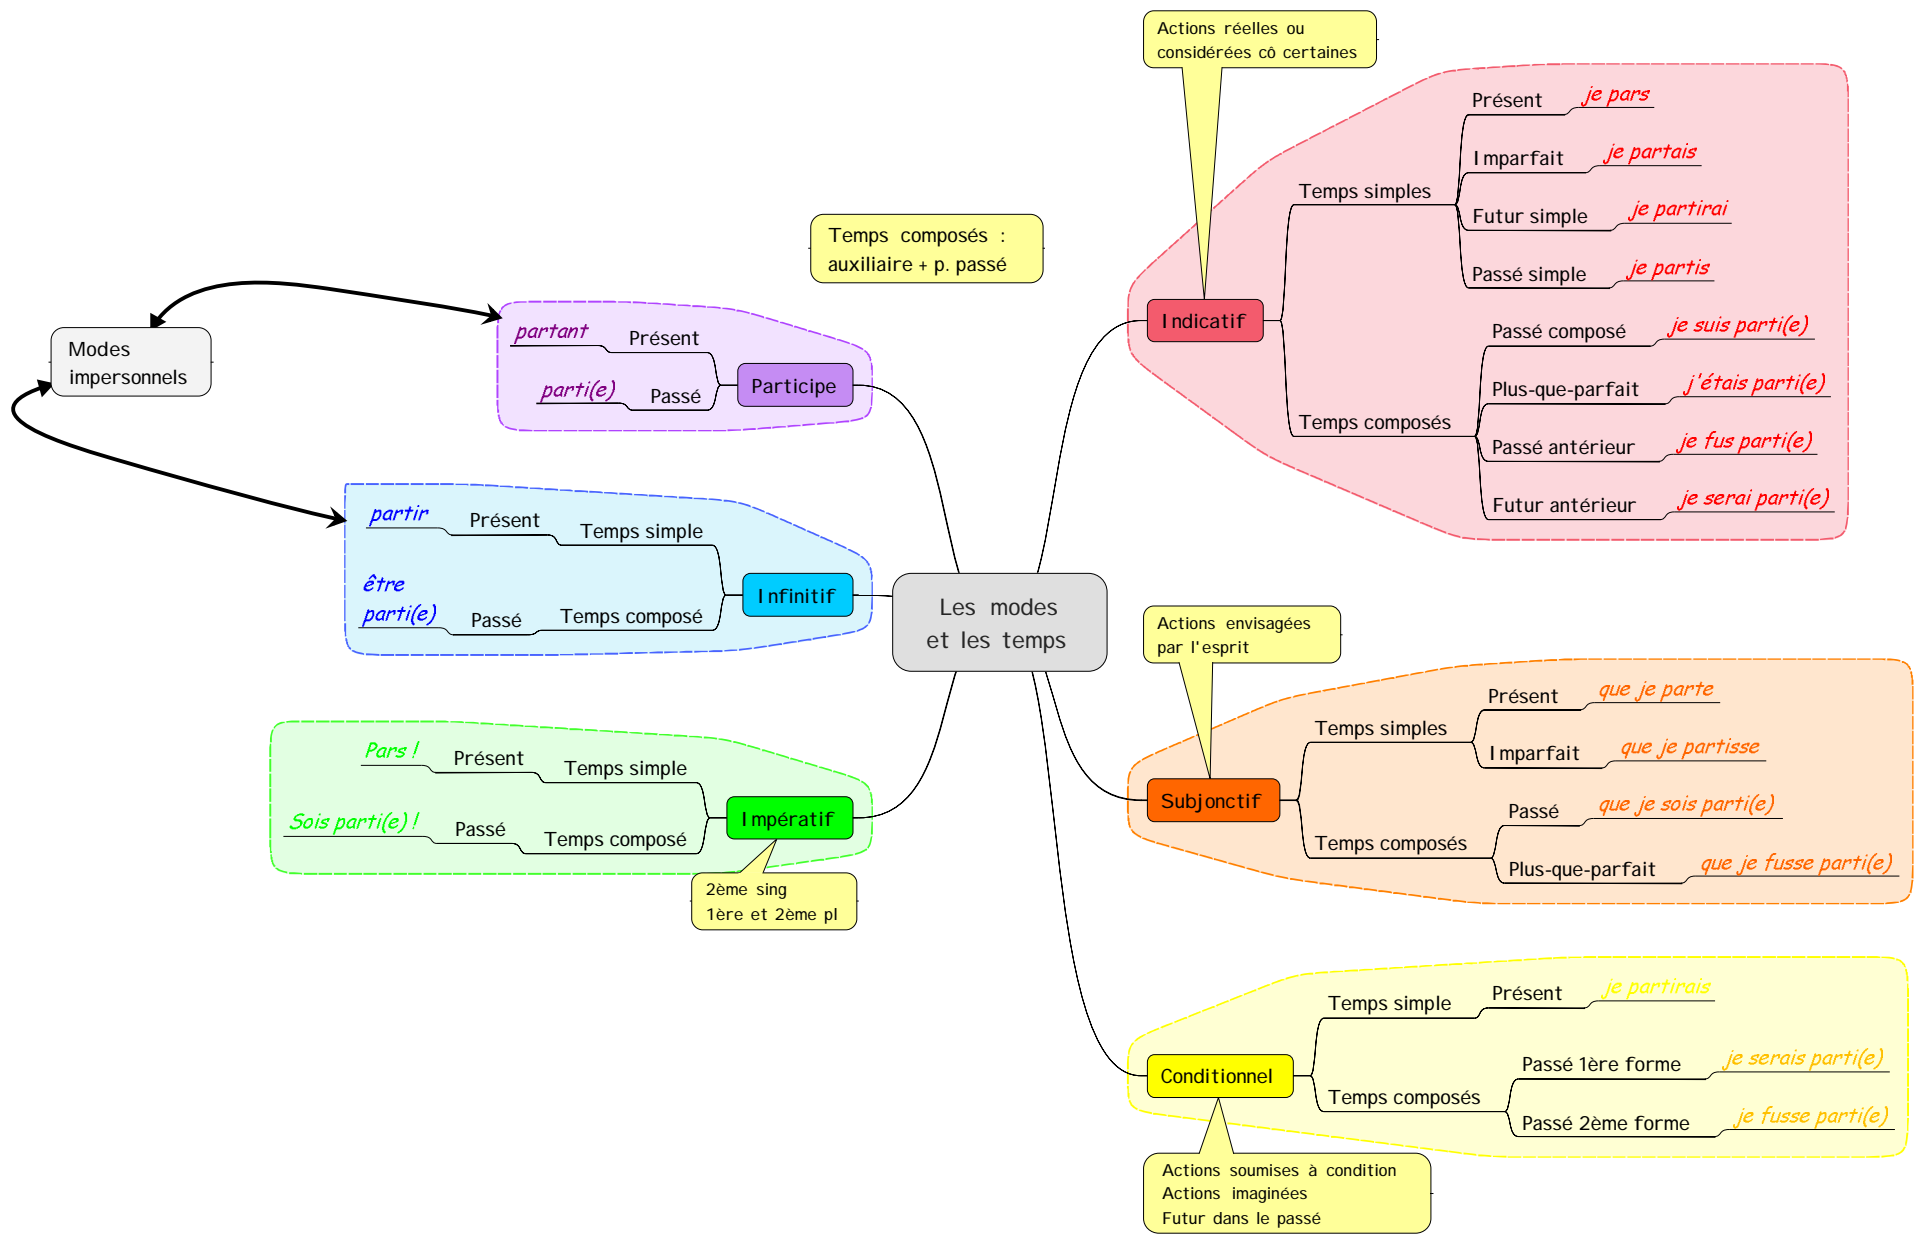 Les modes
et les temps
Temps composés :
auxiliaire + p. passé
Actions réelles ou
considérées cô certaines
Indicatif
Temps simples
Présent
je pars
Imparfait
je partais
Futur simple
je partirai
Passé simple
je partis
Temps composés
Passé composé
je suis parti(e)
Plus-que-parfait
j'étais parti(e)
Passé antérieur
je fus parti(e)
Futur antérieur
je serai parti(e)
Actions envisagées
par l'esprit
Subjonctif
Temps simples
Présent
que je parte
Imparfait
que je partisse
Temps composés
Passé
que je sois parti(e)
Plus-que-parfait
que je fusse parti(e)
Conditionnel
Temps simple
Présent
je partirais
Temps composés
Passé 1ère forme
je serais parti(e)
Passé 2ème forme
je fusse parti(e)
Actions soumises à condition
Actions imaginées
Futur dans le passé
Modes
impersonnels
Participe
Présent
partant
Passé
parti(e)
Infinitif
Temps simple
Présent
partir
Temps composé
Passé
être
parti(e)
Impératif
Temps simple
Présent
Pars !
Temps composé
Passé
Sois parti(e) !
2ème sing
1ère et 2ème pl